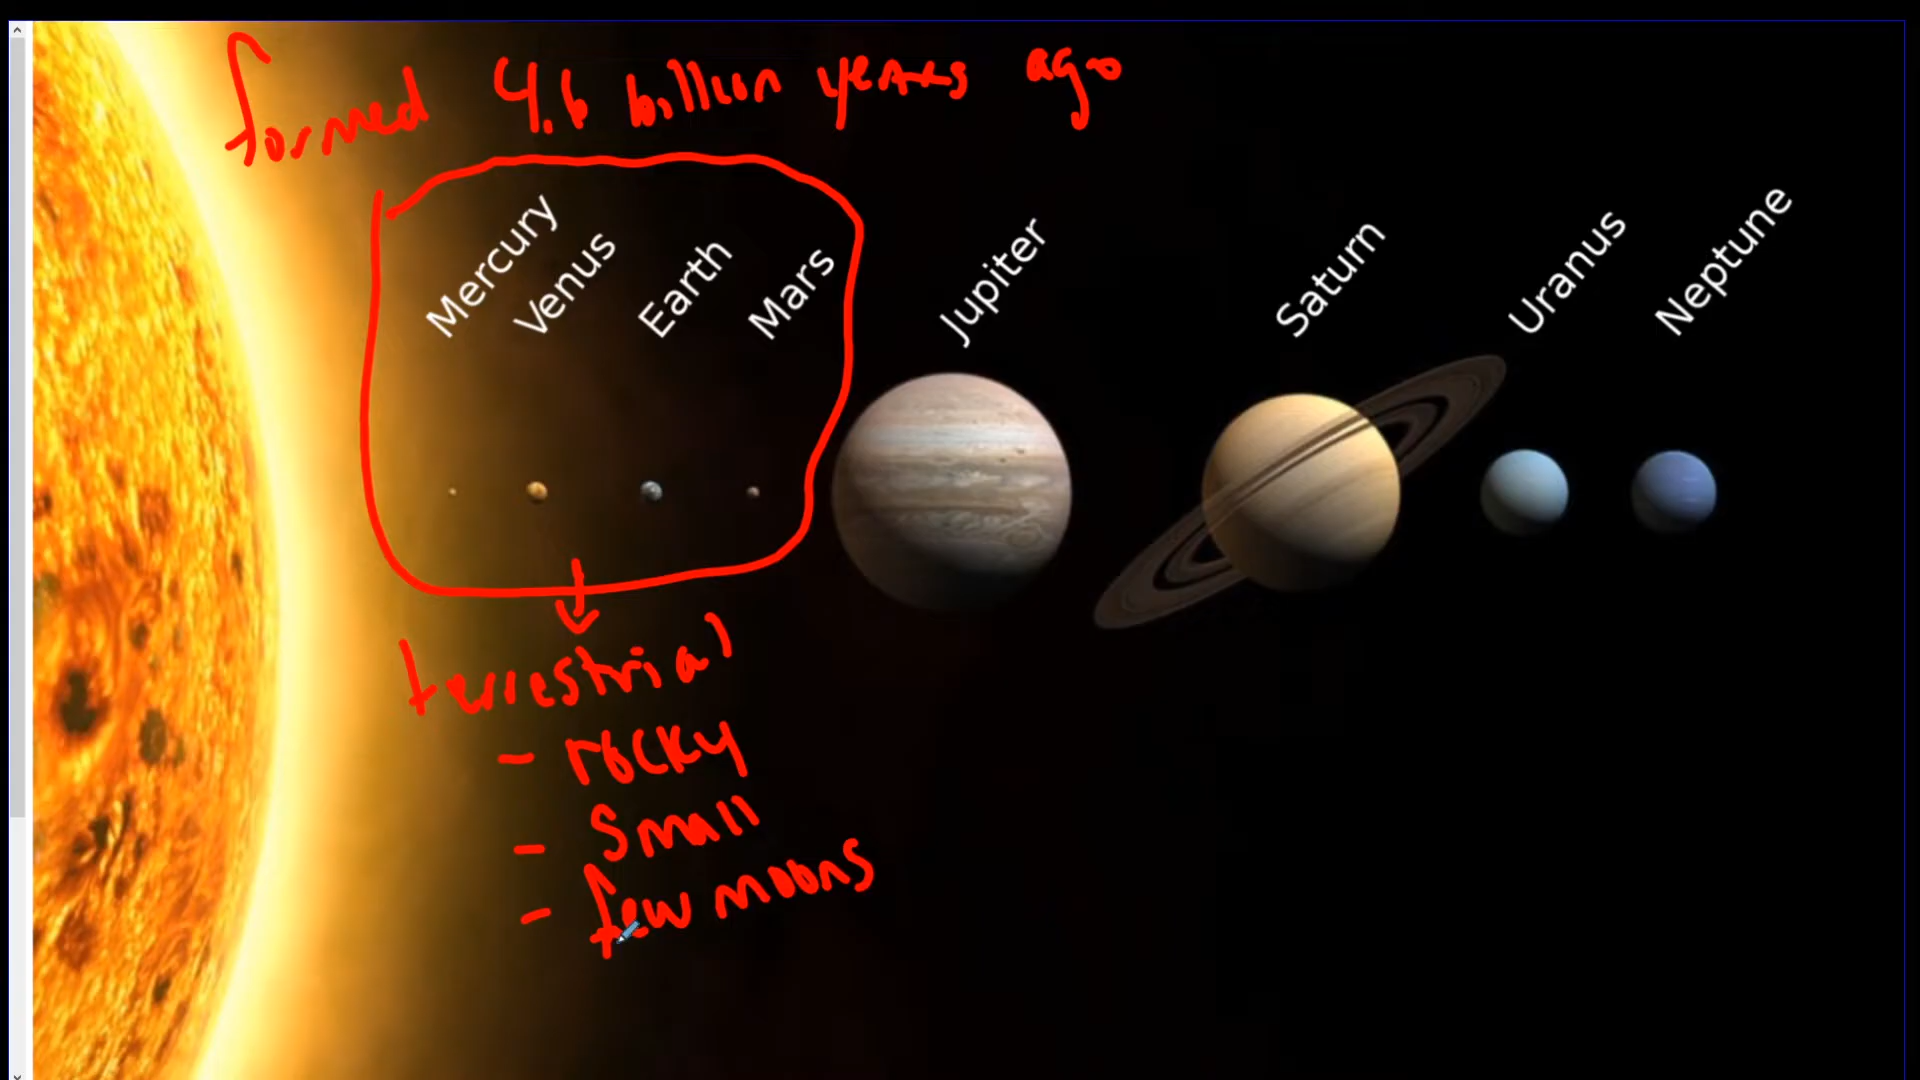 formed 4.6 billion years ago
Mercury
Venus
Earth
Mars
Jupiter
Saturn
Uranus
Neptune
terrestrial
- rocky
- Small
- few moons